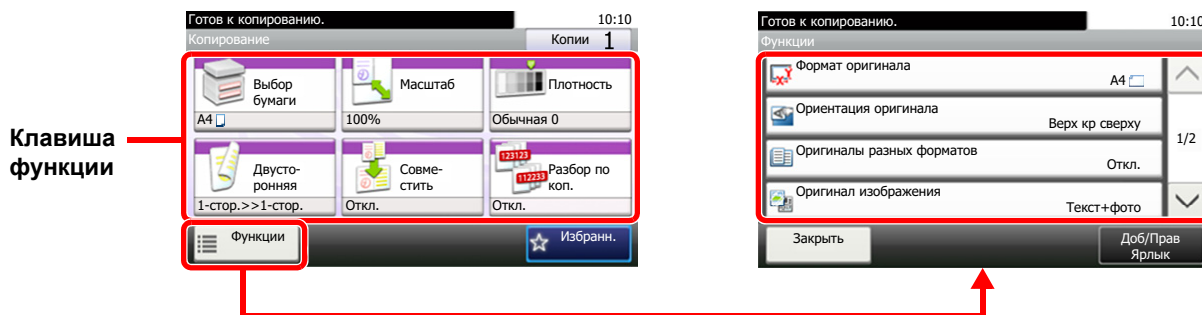 Готов к копированию. 10:10
Копирование Копии 1
Выбор бумаги
A4
Масштаб
100%
Плотность
Обычная 0
Двусто-
ронняя
1-стор.>>1-стор.
Совме-
стить
Откл.
123123
112233
Разбор по
коп.
Откл.
Функции
Избранн.
Клавиша
функции
Готов к копированию. 10:10
Функции
Формат оригинала
A4
Ориентация оригинала
Верх кр сверху
Оригиналы разных форматов
Откл.
Оригинал изображения
Текст+фото
1/2
Закрыть
Доб/Прав
Ярлык